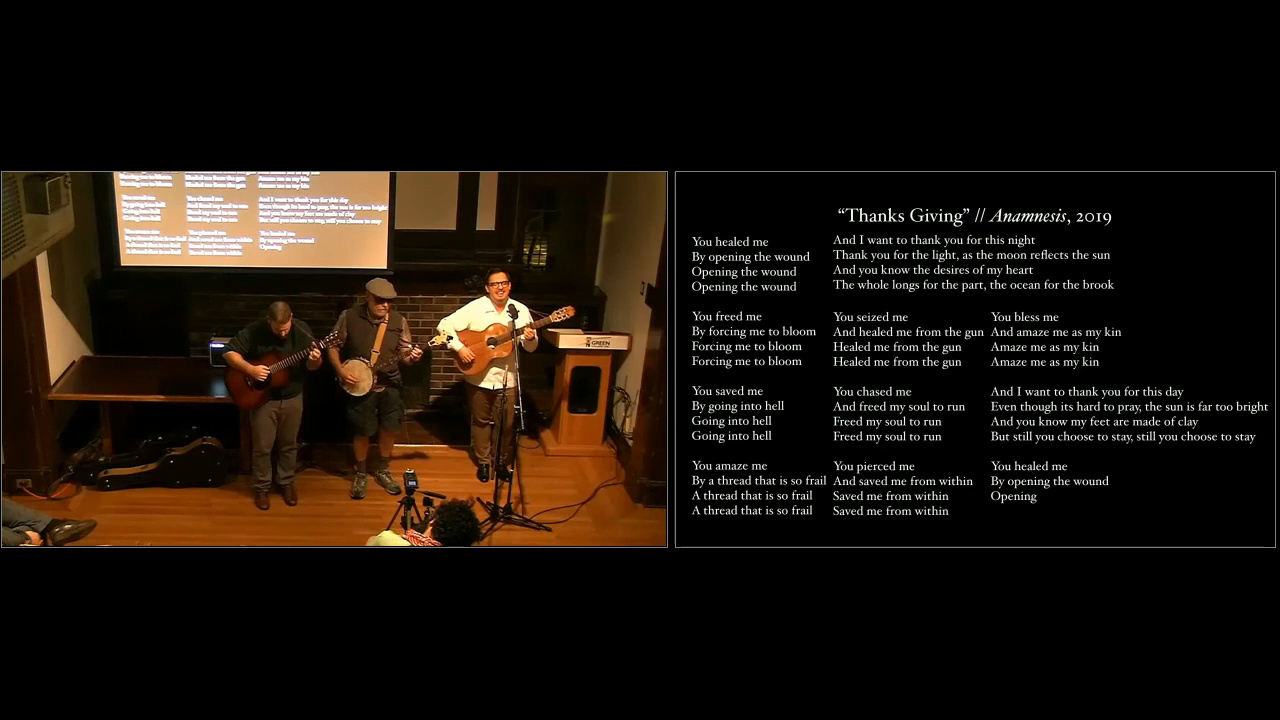 “Thanks Giving” // Anamnesis, 2019
You healed me
By opening the wound
Opening the wound
Opening the wound
You freed me
By forcing me to bloom
Forcing me to bloom
Forcing me to bloom
You saved me
By going into hell
Going into hell
Going into hell
You amaze me
By a thread that is so frail
A thread that is so frail
A thread that is so frail
And I want to thank you for this night
Thank you for the light, as the moon reflects the sun
And you know the desires of my heart
The whole longs for the part, the ocean for the brook
You seized me
And healed me from the gun
Healed me from the gun
Healed me from the gun
You chased me
And freed my soul to run
Freed my soul to run
Freed my soul to run
You pierced me
And saved me from within
Saved me from within
Saved me from within
You bless me
And amaze me as my kin
Amaze me as my kin
Amaze me as my kin
And I want to thank you for this day
Even though its hard to pray, the sun is far too bright
And you know my feet are made of clay
But still you choose to stay, still you choose to stay
You healed me
By opening the wound
Opening
GREEN